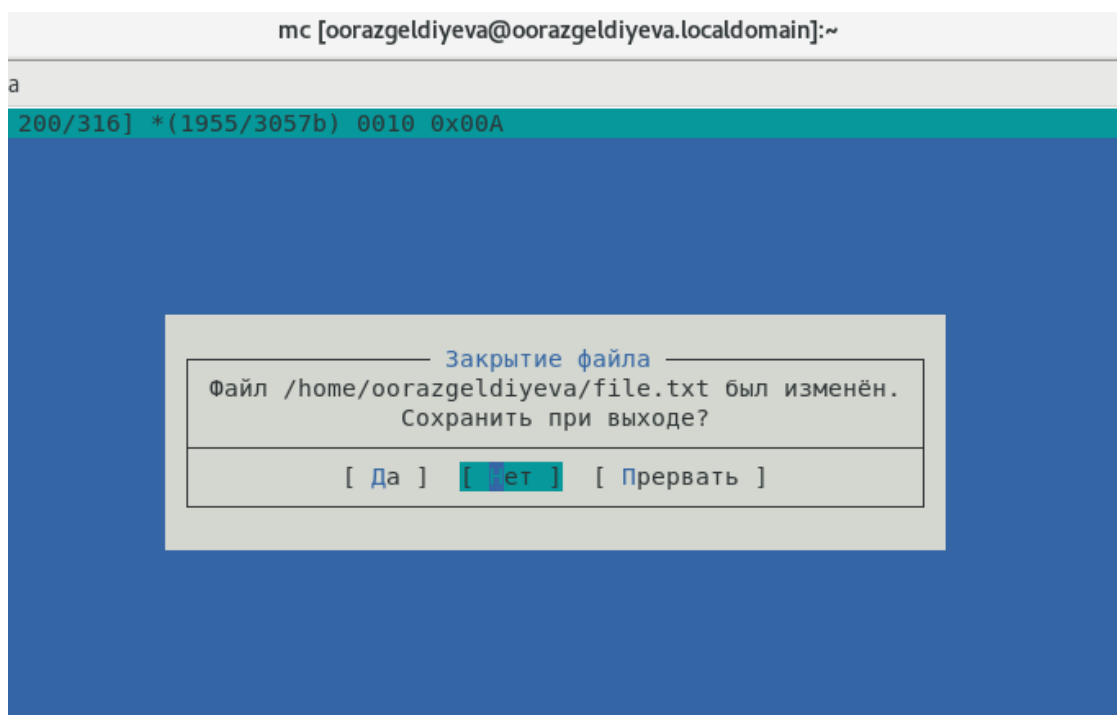 mc [oorazgeldiyeva@oorazgeldiyeva.localdomain]:~
а
200/316] *(1955/3057b) 0010 0x00A
Закрытие файла
Файл /home/oorazgeldiyeva/file.txt был изменён.
Сохранить при выходе?
[ Да ] [ Нет ] [ Прервать ]